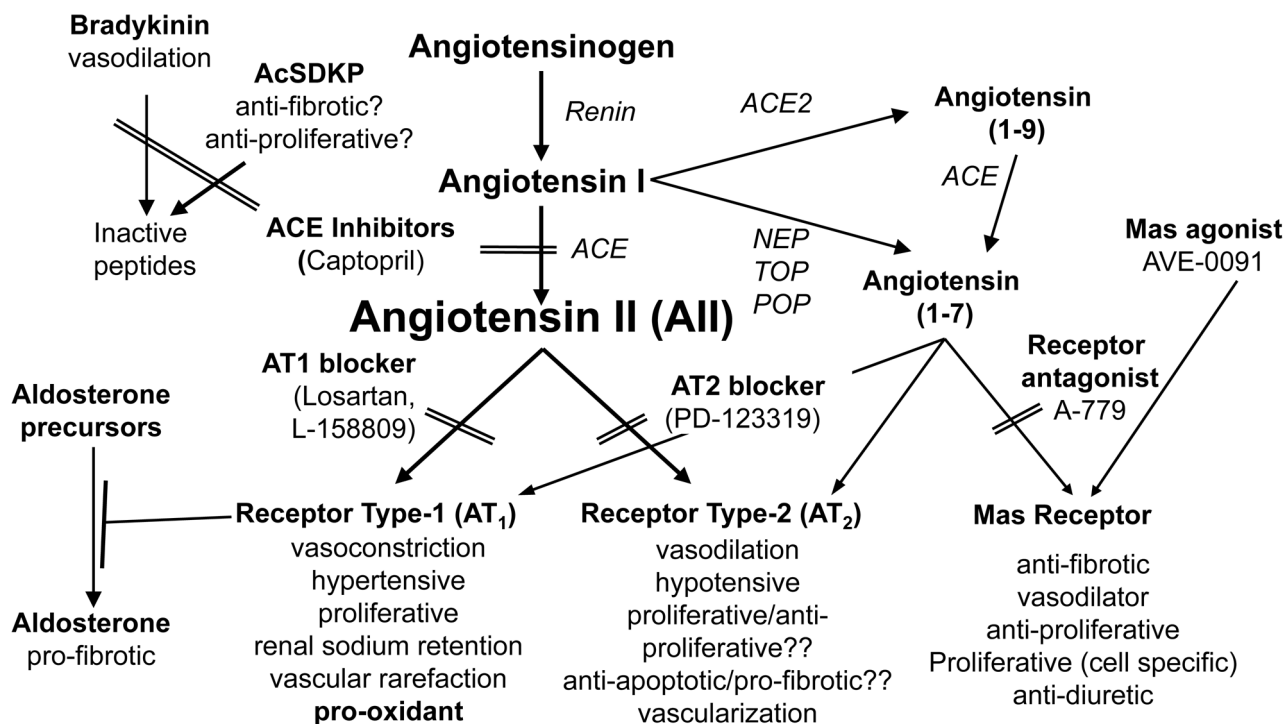 Bradykinin
vasodilation
AcSDKP
anti-fibrotic?
anti-proliferative?
Inactive
peptides
Angiotensinogen
Renin
Angiotensin I
ACE2
Angiotensin
(1-9)
ACE
ACE Inhibitors
(Captopril)
ACE
NEP
TOP
POP
Angiotensin
(1-7)
Mas agonist
AVE-0091
Angiotensin II (AII)
AT1 blocker
(Losartan,
L-158809)
AT2 blocker
(PD-123319)
Receptor
antagonist
A-779
Aldosterone
precursors
Aldosterone
pro-fibrotic
Receptor Type-1 (AT₁)
vasoconstriction
hypertensive
proliferative
renal sodium retention
vascular rarefaction
pro-oxidant
Receptor Type-2 (AT₂)
vasodilation
hypotensive
proliferative/anti-
proliferative??
anti-apoptotic/pro-fibrotic??
vascularization
Mas Receptor
anti-fibrotic
vasodilator
anti-proliferative
Proliferative (cell specific)
anti-diuretic